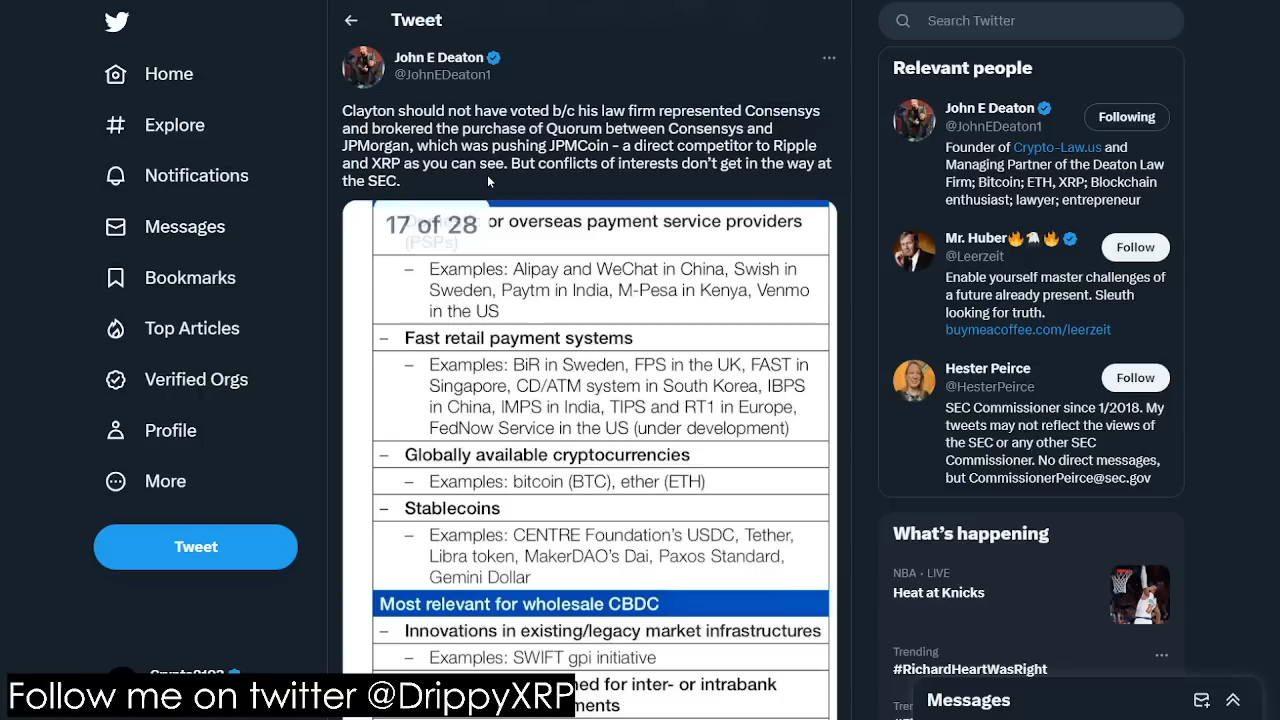 Home
Explore
Notifications
Messages
Bookmarks
Top Articles
Verified Orgs
Profile
More
Tweet
Tweet
John E Deaton
@JohnEDeaton1
Clayton should not have voted b/c his law firm represented Consensys
and brokered the purchase of Quorum between Consensys and
JPMorgan, which was pushing JPMCoin - a direct competitor to Ripple
and XRP as you can see. But conflicts of interests don't get in the way at
the SEC.
17 of 28
or overseas payment service providers
(PSPs)
– Examples: Alipay and WeChat in China, Swish in
Sweden, Paytm in India, M-Pesa in Kenya, Venmo
in the US
– Fast retail payment systems
– Examples: BiR in Sweden, FPS in the UK, FAST in
Singapore, CD/ATM system in South Korea, IBPS
in China, IMPS in India, TIPS and RT1 in Europe,
FedNow Service in the US (under development)
– Globally available cryptocurrencies
– Examples: bitcoin (BTC), ether (ETH)
– Stablecoins
– Examples: CENTRE Foundation's USDC, Tether,
Libra token, MakerDAO's Dai, Paxos Standard,
Gemini Dollar
Most relevant for wholesale CBDC
– Innovations in existing/legacy market infrastructures
– Examples: SWIFT gpi initiative
for inter- or intrabank
Search Twitter
Relevant people
John E Deaton
@JohnEDeaton1
Following
Founder of Crypto-Law.us and
Managing Partner of the Deaton Law
Firm; Bitcoin; ETH, XRP; Blockchain
enthusiast; lawyer; entrepreneur
Mr. Huber🔥🦅🔥
@Leerzeit
Follow
Enable yourself master challenges of
a future already present. Sleuth
looking for truth.
buymeacoffee.com/leerzeit
Hester Peirce
@HesterPeirce
Follow
SEC Commissioner since 1/2018. My
tweets may not reflect the views of
the SEC or any other SEC
Commissioner. No direct messages,
but CommissionerPeirce@sec.gov
What's happening
NBA · LIVE
Heat at Knicks
Trending
#RichardHeartWasRight
Messages
Follow me on twitter @DrippyXRP